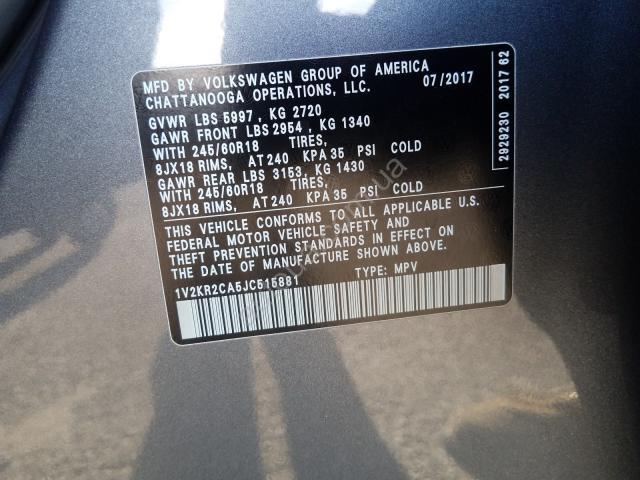 MFD BY VOLKSWAGEN GROUP OF AMERICA
CHATTANOOGA OPERATIONS, LLC. 07/2017
GVWR LBS 5997 , KG 2720
GAWR FRONT LBS 2954 , KG 1340
WITH 245/60R18 TIRES,
8JX18 RIMS, AT 240 KPA 35 PSI COLD
GAWR REAR LBS 3153, KG 1430
WITH 245/60R18 TIRES,
8JX18 RIMS, AT 240 KPA 35 PSI COLD
THIS VEHICLE CONFORMS TO ALL APPLICABLE U.S.
FEDERAL MOTOR VEHICLE SAFETY AND
THEFT PREVENTION STANDARDS IN EFFECT ON
THE DATE OF MANUFACTURE SHOWN ABOVE.
1V2KR2CA5JC515881 TYPE: MPV
2829230 2017 62